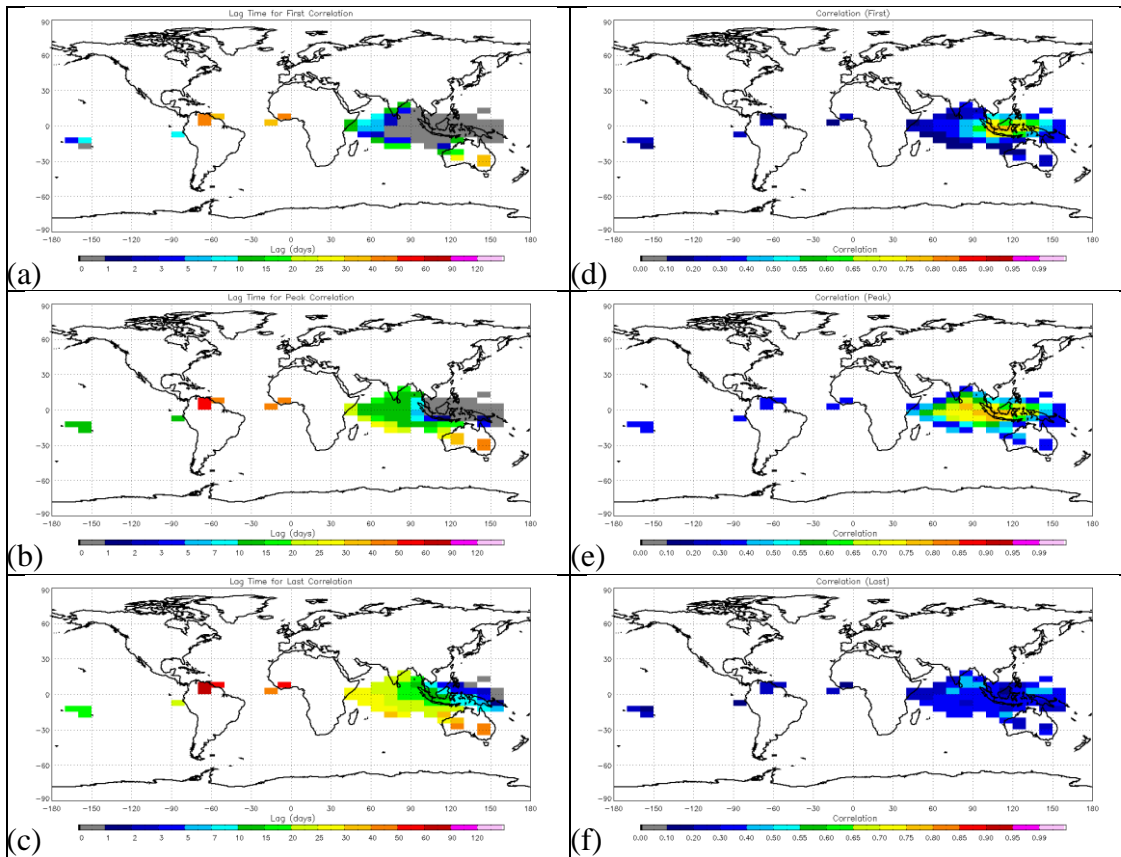 Lag Time for First Correlation
90
60
30
0
−30
−60
−90
−180 −150 −120 −90 −60 −30 0 30 60 90 120 150 180
Lag (days)
0 1 2 3 5 7 10 15 20 25 30 40 50 60 90 120
(a)
Correlation (First)
90
60
30
0
−30
−60
−90
−180 −150 −120 −90 −60 −30 0 30 60 90 120 150 180
Correlation
0.00 0.10 0.20 0.30 0.40 0.50 0.55 0.60 0.65 0.70 0.75 0.80 0.85 0.90 0.95 0.99
(d)
Lag Time for Peak Correlation
90
60
30
0
−30
−60
−90
−180 −150 −120 −90 −60 −30 0 30 60 90 120 150 180
Lag (days)
0 1 2 3 5 7 10 15 20 25 30 40 50 60 90 120
(b)
Correlation (Peak)
90
60
30
0
−30
−60
−90
−180 −150 −120 −90 −60 −30 0 30 60 90 120 150 180
Correlation
0.00 0.10 0.20 0.30 0.40 0.50 0.55 0.60 0.65 0.70 0.75 0.80 0.85 0.90 0.95 0.99
(e)
Lag Time for Last Correlation
90
60
30
0
−30
−60
−90
−180 −150 −120 −90 −60 −30 0 30 60 90 120 150 180
Lag (days)
0 1 2 3 5 7 10 15 20 25 30 40 50 60 90 120
(c)
Correlation (Last)
90
60
30
0
−30
−60
−90
−180 −150 −120 −90 −60 −30 0 30 60 90 120 150 180
Correlation
0.00 0.10 0.20 0.30 0.40 0.50 0.55 0.60 0.65 0.70 0.75 0.80 0.85 0.90 0.95 0.99
(f)